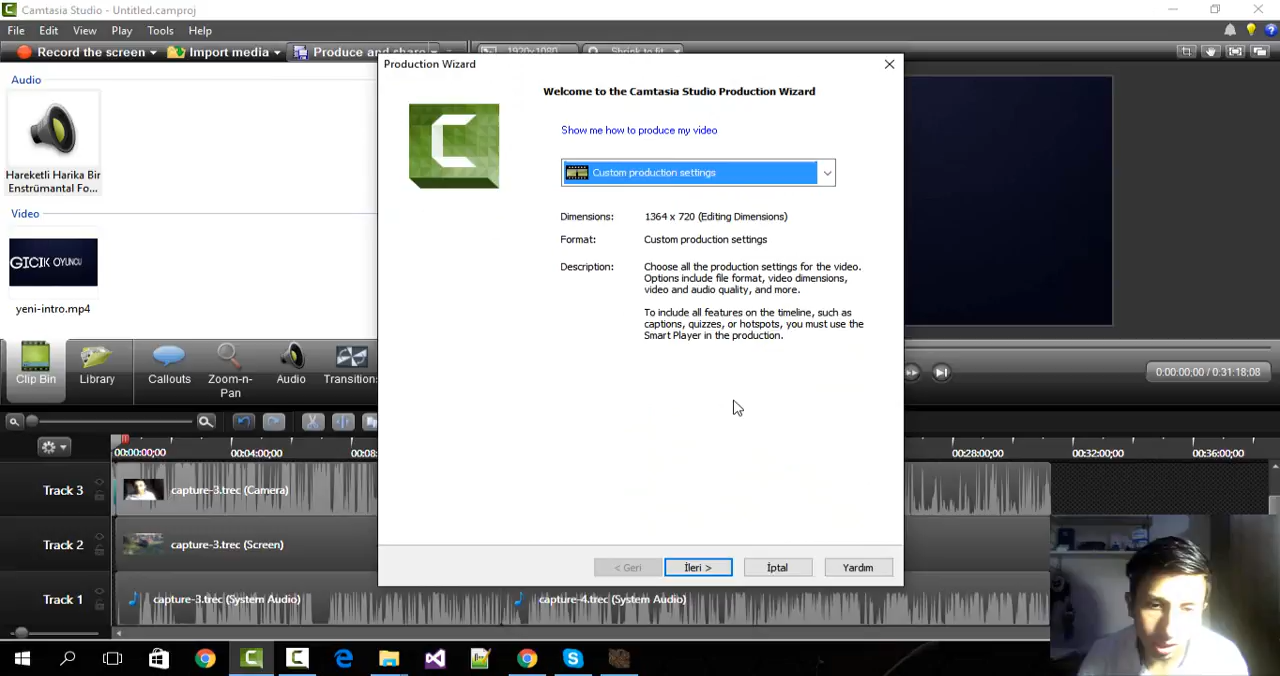 Camtasia Studio - Untitled.camproj
File Edit View Play Tools Help
Record the screen Import media Produce and share 1920x1080 Shrink to fit
Production Wizard
Audio
Welcome to the Camtasia Studio Production Wizard
Show me how to produce my video
Custom production settings
Hareketli Harika Bir
Enstrümantal Fo...
Video
Dimensions: 1364 x 720 (Editing Dimensions)
Format: Custom production settings
GICIK OYUNCU
Description: Choose all the production settings for the video.
Options include file format, video dimensions,
video and audio quality, and more.
yeni-intro.mp4
To include all features on the timeline, such as
captions, quizzes, or hotspots, you must use the
Smart Player in the production.
Clip Bin Library Callouts Zoom-n-
Pan Audio Transition
0:00:00;00 / 0:31:18;08
00:00:00;00 00:04:00;00 00:08: 00:28:00;00 00:32:00;00 00:36:00;00
Track 3 capture-3.trec (Camera)
Track 2 capture-3.trec (Screen)
< Geri İleri > İptal Yardım
Track 1 capture-3.trec (System Audio) capture-4.trec (System Audio)